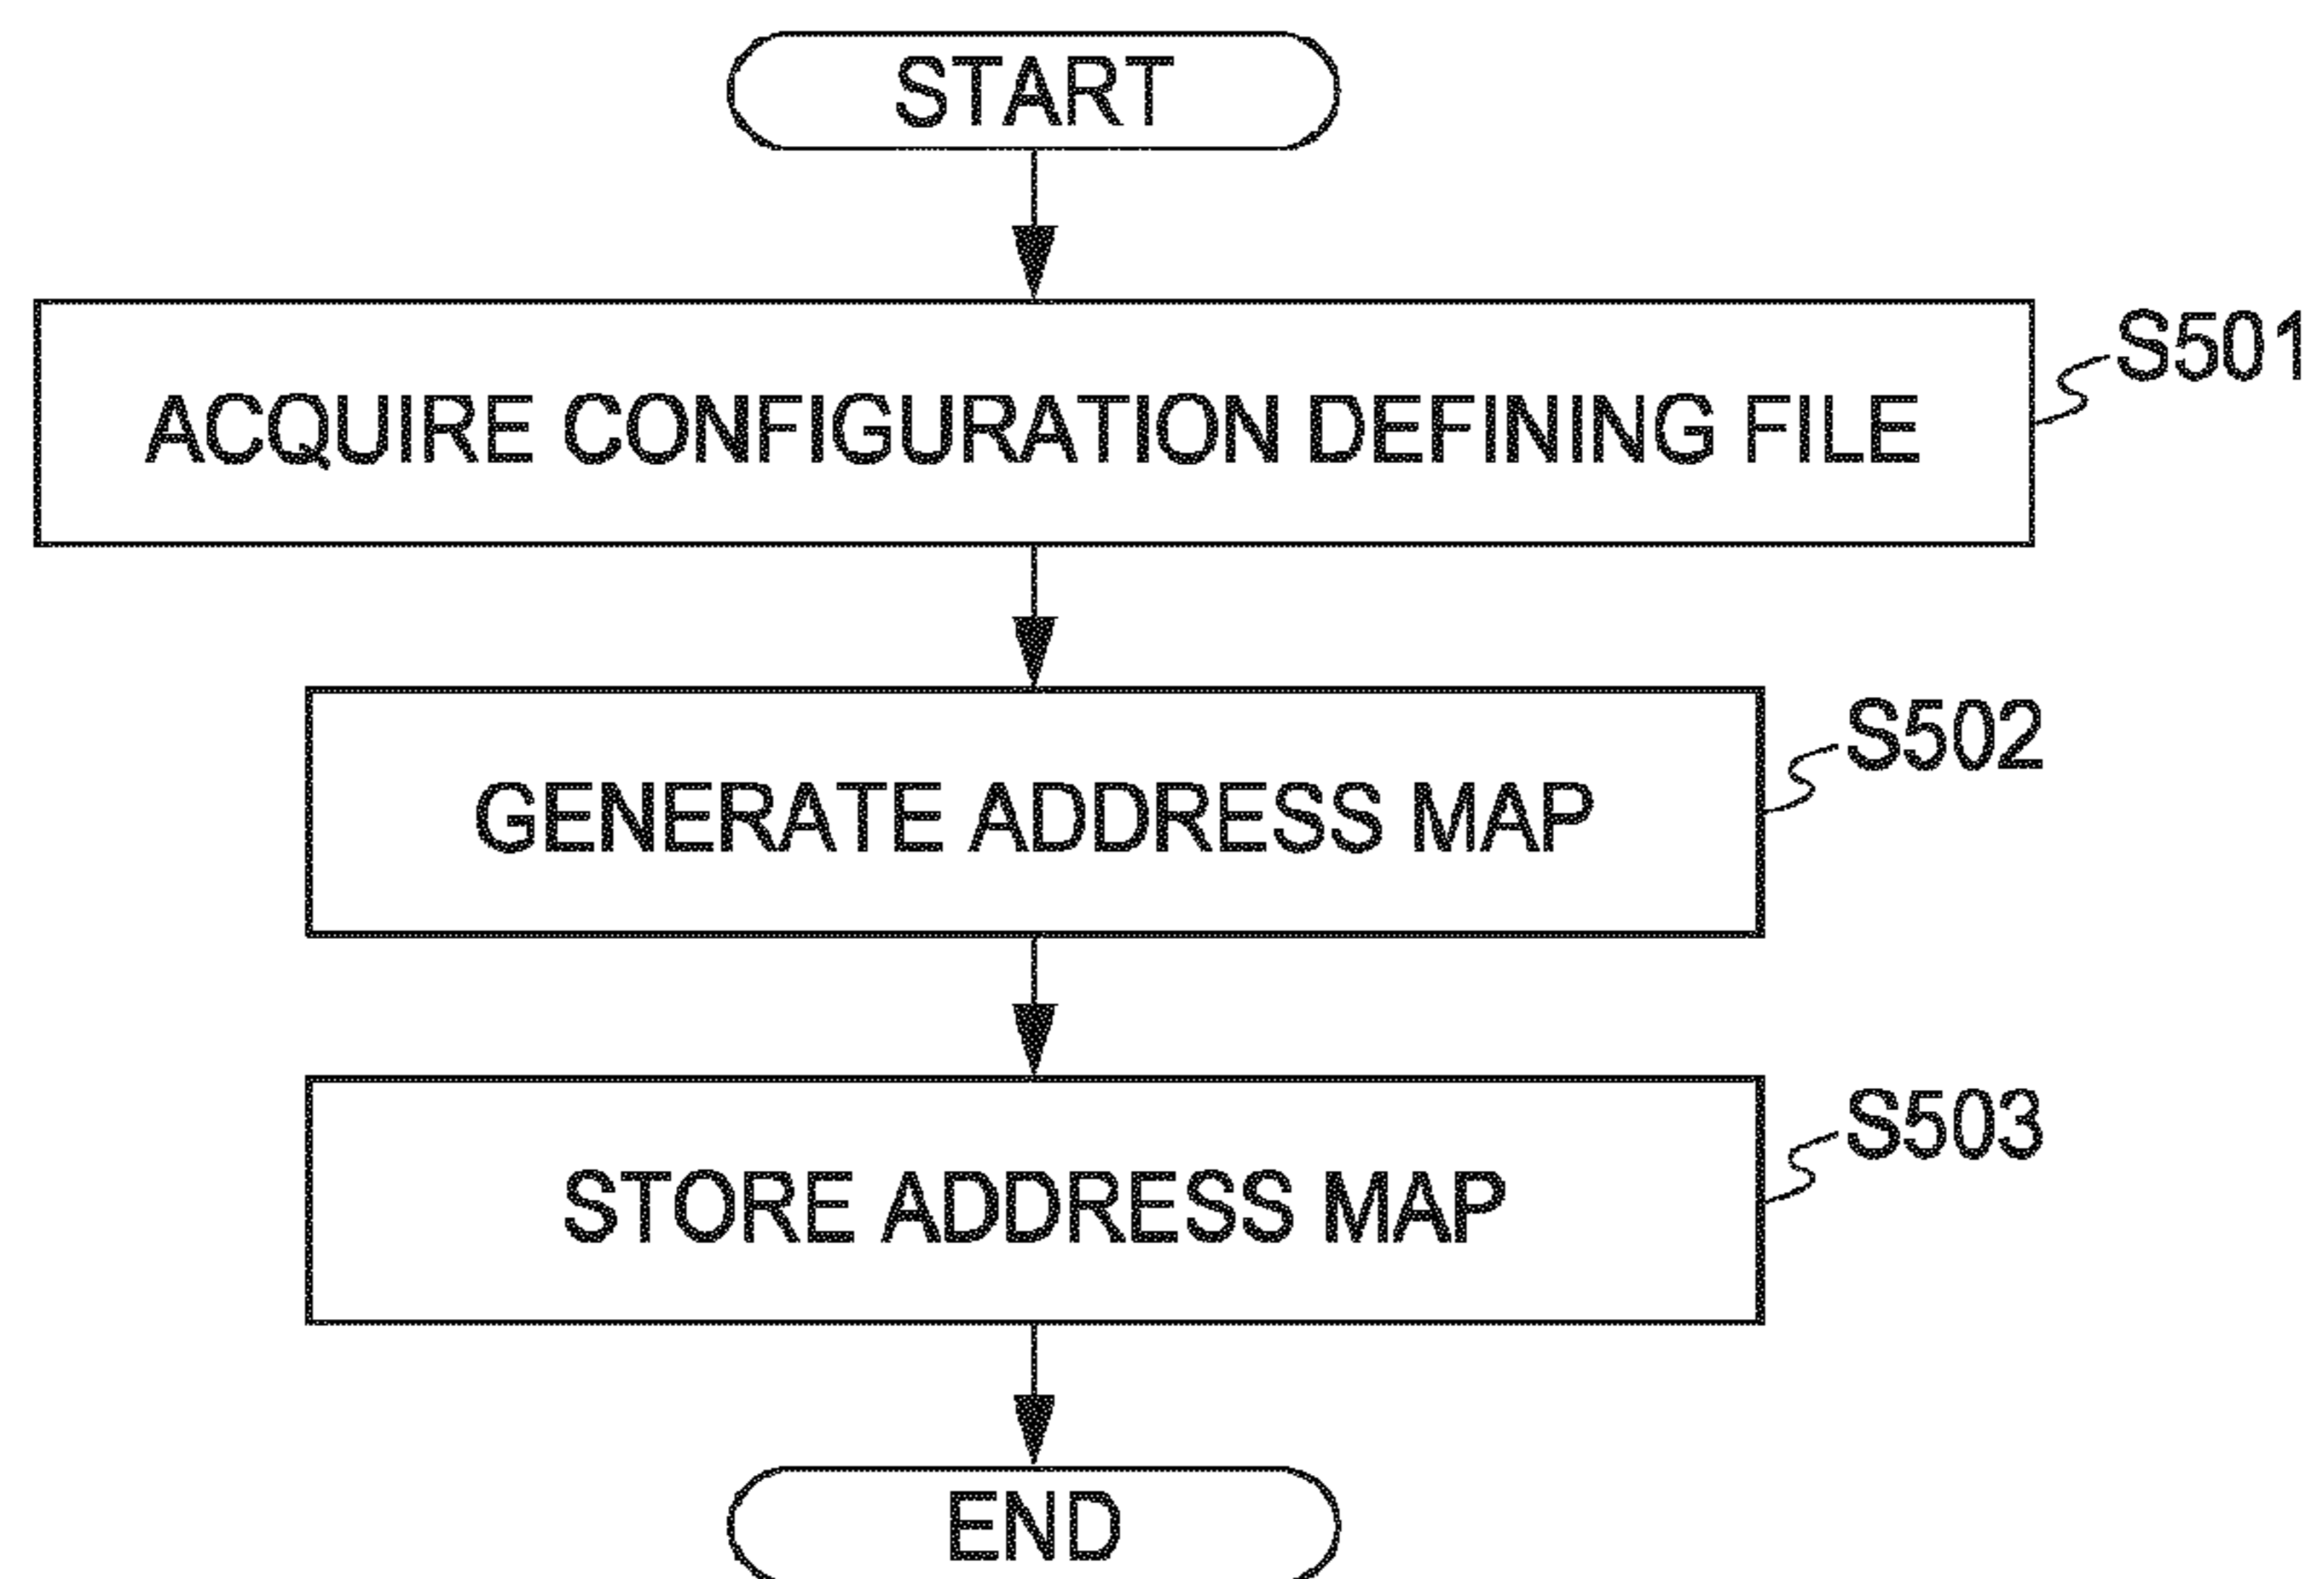 START
ACQUIRE CONFIGURATION DEFINING FILE
S501
GENERATE ADDRESS MAP
S502
STORE ADDRESS MAP
S503
END